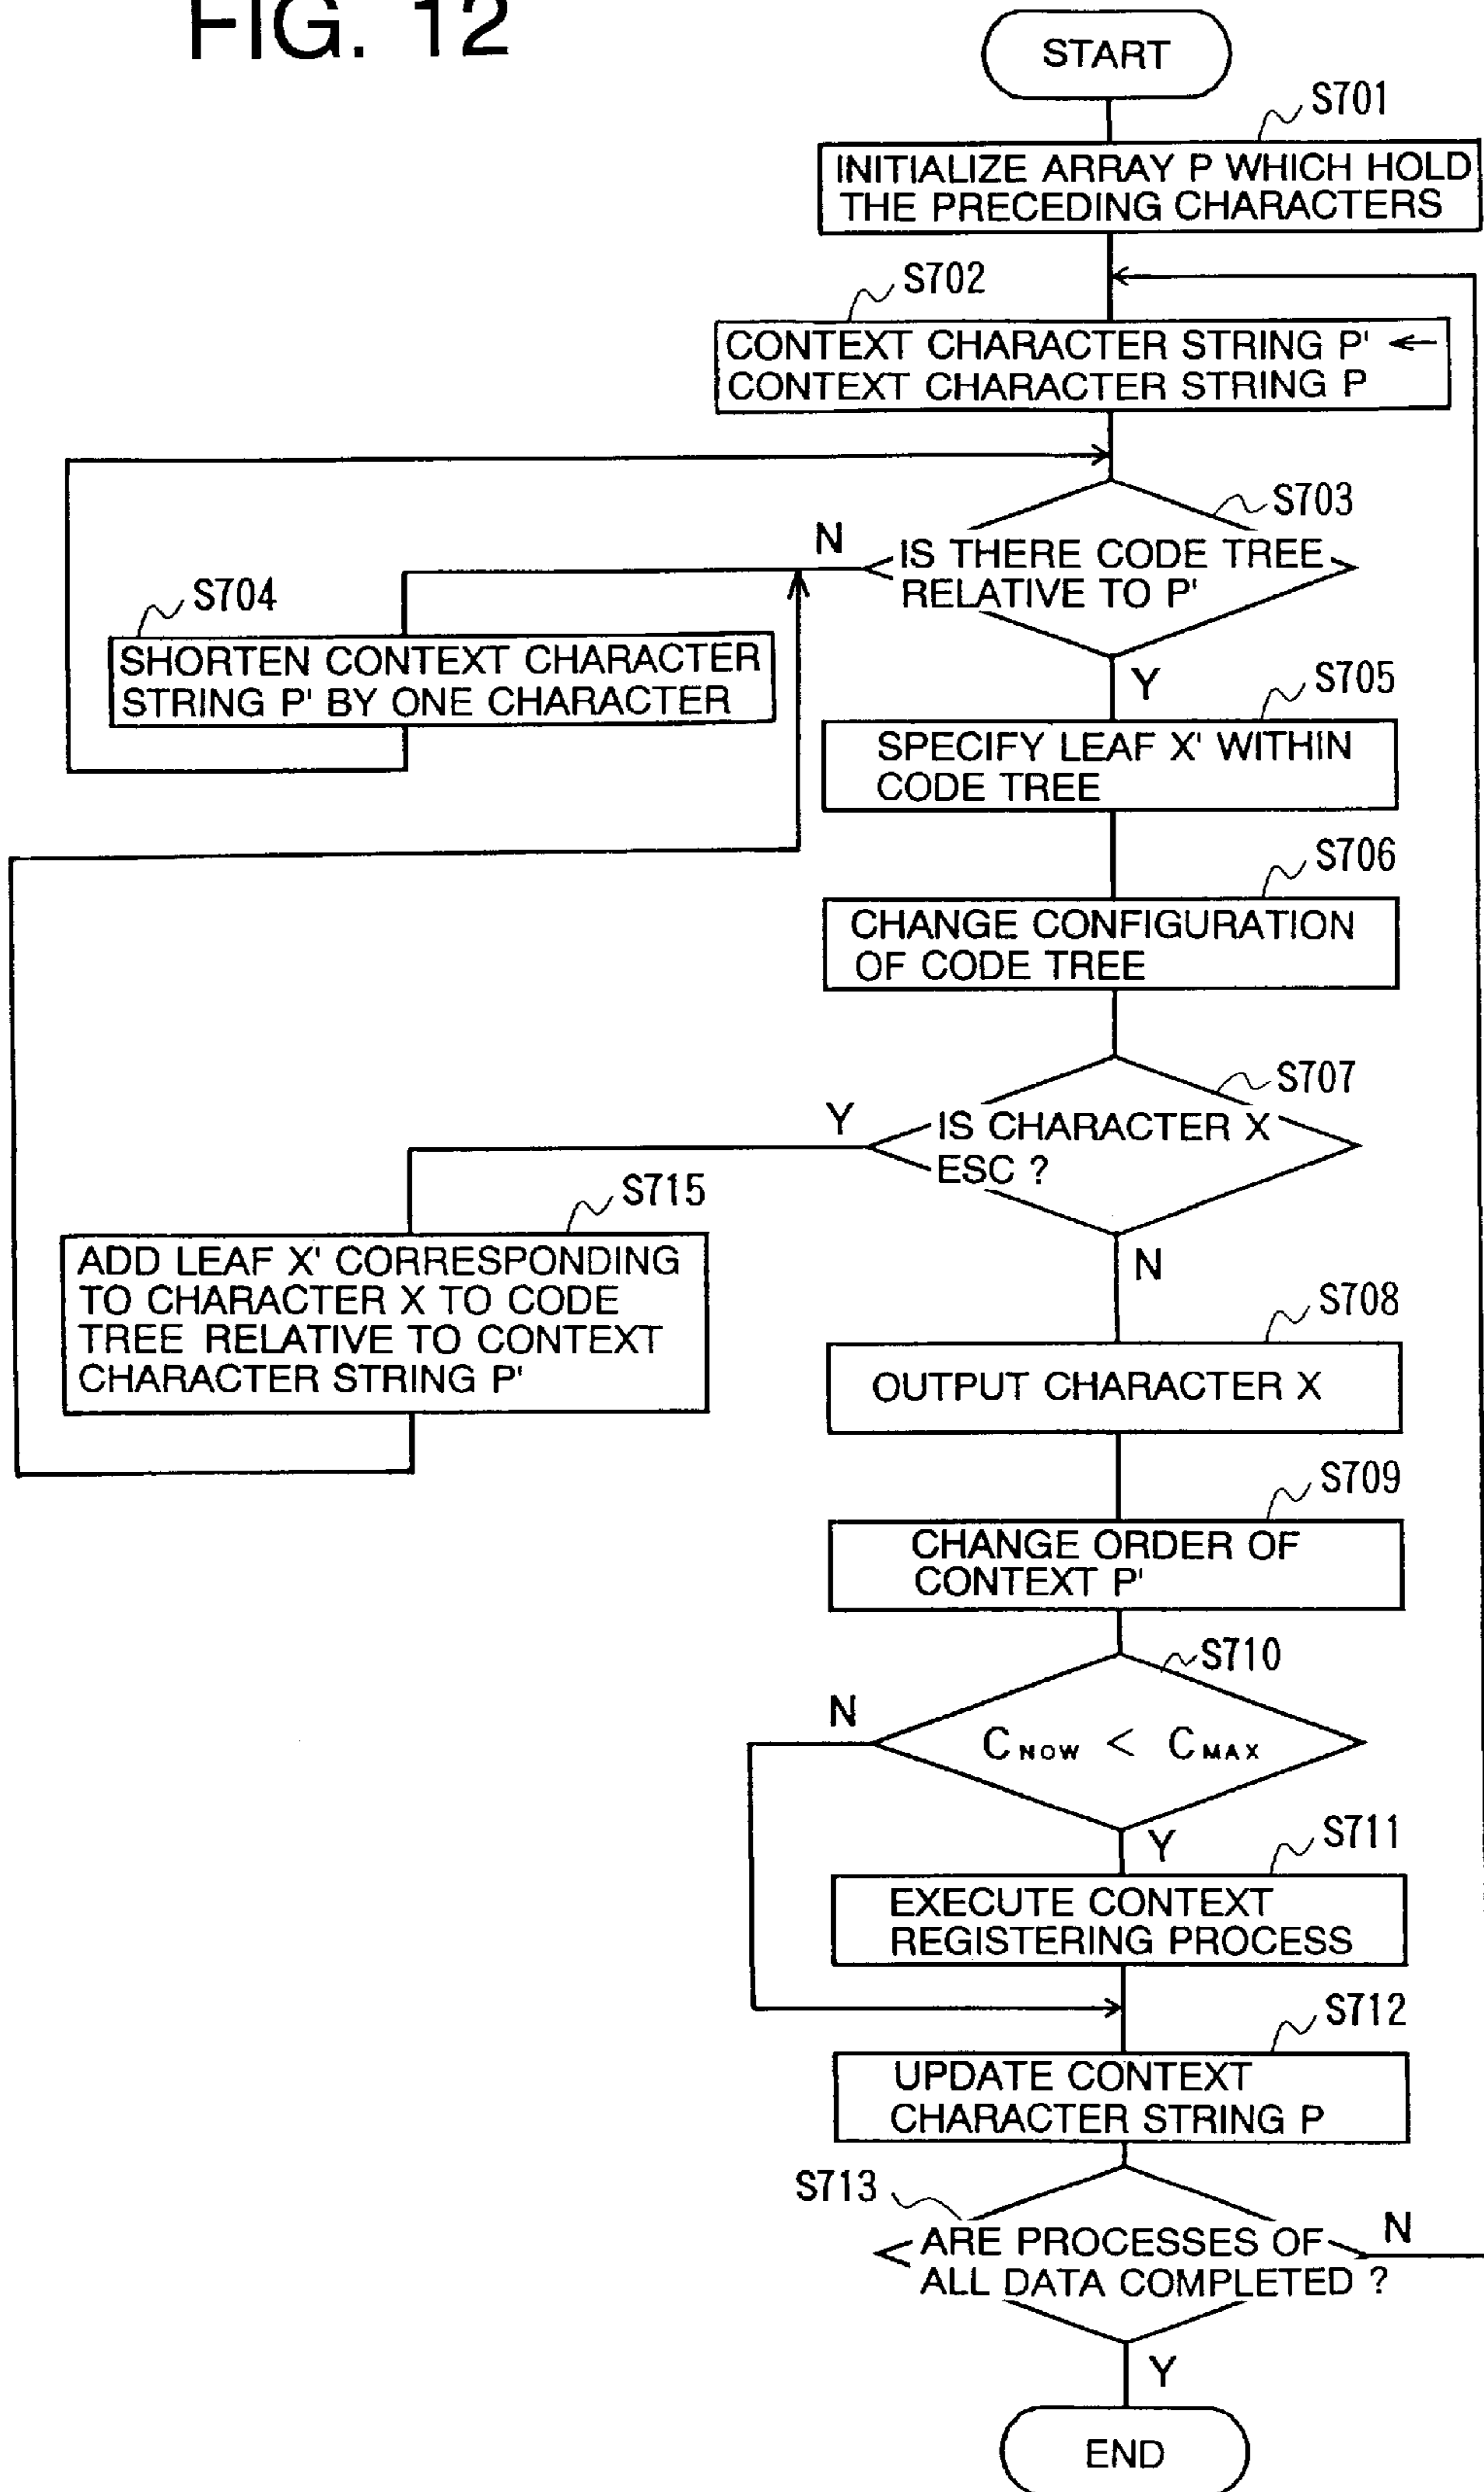 FIG. 12
START
S701
INITIALIZE ARRAY P WHICH HOLD
THE PRECEDING CHARACTERS
S702
CONTEXT CHARACTER STRING P' ←
CONTEXT CHARACTER STRING P
S703
N
IS THERE CODE TREE
RELATIVE TO P'
S704
SHORTEN CONTEXT CHARACTER
STRING P' BY ONE CHARACTER
Y
S705
SPECIFY LEAF X' WITHIN
CODE TREE
S706
CHANGE CONFIGURATION
OF CODE TREE
S707
Y
IS CHARACTER X
ESC ?
S715
ADD LEAF X' CORRESPONDING
TO CHARACTER X TO CODE
TREE RELATIVE TO CONTEXT
CHARACTER STRING P'
N
S708
OUTPUT CHARACTER X
S709
CHANGE ORDER OF
CONTEXT P'
S710
N
CNOW < CMAX
Y
S711
EXECUTE CONTEXT
REGISTERING PROCESS
S712
UPDATE CONTEXT
CHARACTER STRING P
S713
ARE PROCESSES OF
ALL DATA COMPLETED ?
N
Y
END